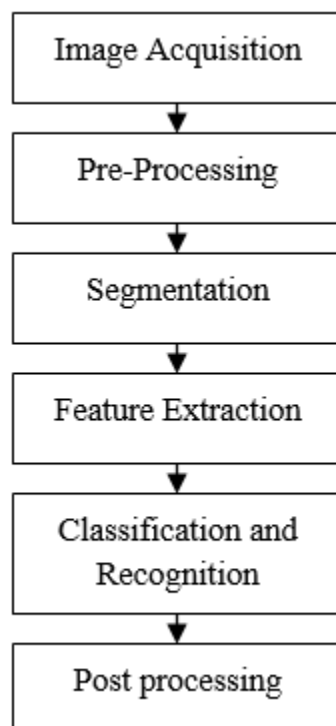 Image Acquisition
Pre-Processing
Segmentation
Feature Extraction
Classification and
Recognition
Post processing